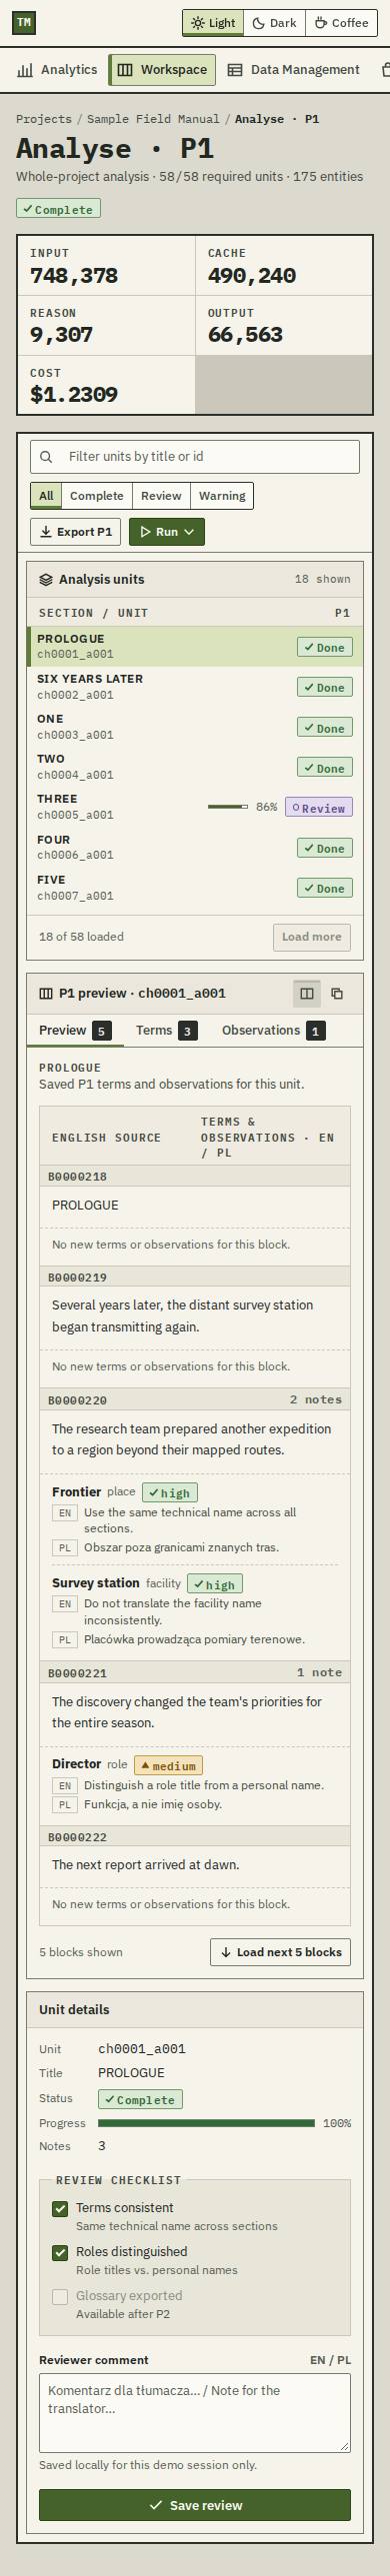 TM
Light Dark Coffee
Analytics Workspace Data Management
Projects / Sample Field Manual / Analyse · P1
Analyse · P1
Whole-project analysis · 58/58 required units · 175 entities
Complete
INPUT CACHE
748,378 490,240
REASON OUTPUT
9,307 66,563
COST
$1.2309
Filter units by title or id
All Complete Review Warning
Export P1 Run
Analysis units 18 shown
SECTION / UNIT P1
PROLOGUE
ch0001_a001 Done
SIX YEARS LATER
ch0002_a001 Done
ONE
ch0003_a001 Done
TWO
ch0004_a001 Done
THREE
ch0005_a001 86% Review
FOUR
ch0006_a001 Done
FIVE
ch0007_a001 Done
18 of 58 loaded Load more
P1 preview · ch0001_a001
Preview 5 Terms 3 Observations 1
PROLOGUE
Saved P1 terms and observations for this unit.
ENGLISH SOURCE
TERMS &
OBSERVATIONS · EN
/ PL
B0000218
PROLOGUE
No new terms or observations for this block.
B0000219
Several years later, the distant survey station
began transmitting again.
No new terms or observations for this block.
B0000220 2 notes
The research team prepared another expedition
to a region beyond their mapped routes.
Frontier place high
EN Use the same technical name across all
sections.
PL Obszar poza granicami znanych tras.
Survey station facility high
EN Do not translate the facility name
inconsistently.
PL Placówka prowadząca pomiary terenowe.
B0000221 1 note
The discovery changed the team's priorities for
the entire season.
Director role medium
EN Distinguish a role title from a personal name.
PL Funkcja, a nie imię osoby.
B0000222
The next report arrived at dawn.
No new terms or observations for this block.
5 blocks shown Load next 5 blocks
Unit details
Unit ch0001_a001
Title PROLOGUE
Status Complete
Progress 100%
Notes 3
REVIEW CHECKLIST
Terms consistent
Same technical name across sections
Roles distinguished
Role titles vs. personal names
Glossary exported
Available after P2
Reviewer comment EN / PL
Komentarz dla tłumacza… / Note for the
translator…
Saved locally for this demo session only.
Save review